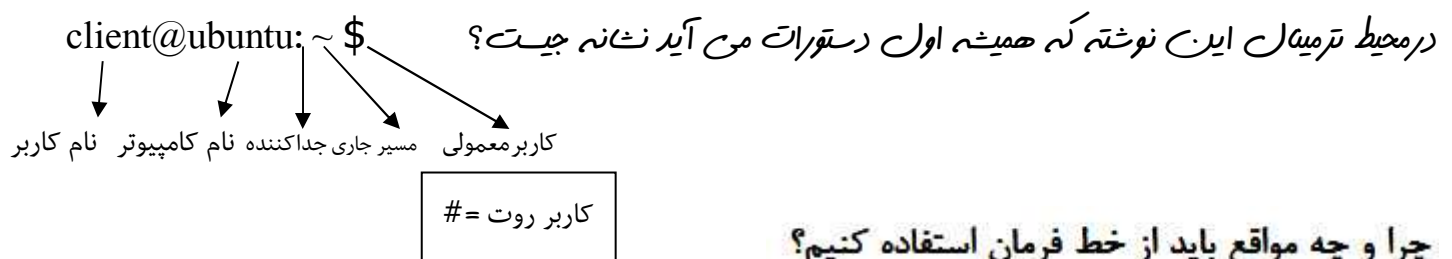 درمحیط ترمینال این نوشته که همیشه اول دستورات می آید نشانه چیست؟ client@ubuntu: ~ $
نام کاربر نام کامپیوتر جداکننده مسیر جاری کاربرمعمولی
کاربر روت =#
چرا و چه مواقع باید از خط فرمان استفاده کنیم؟